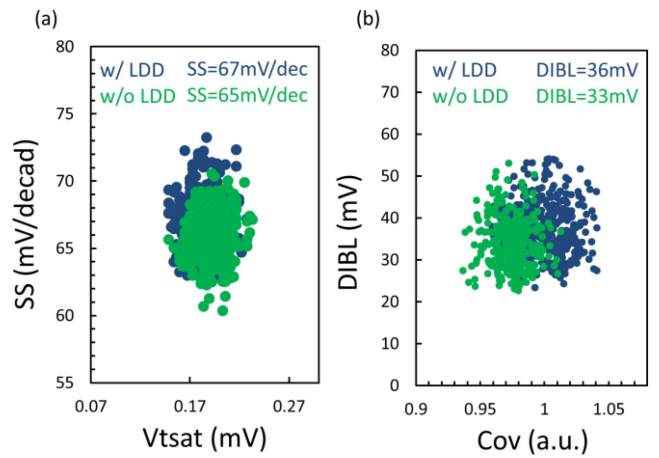 (a)
80
75
70
65
60
55
SS (mV/decad)
w/ LDD SS=67mV/dec
w/o LDD SS=65mV/dec
0.07 0.17 0.27
Vtsat (mV)
(b)
80
70
60
50
40
30
20
10
0
DIBL (mV)
w/ LDD DIBL=36mV
w/o LDD DIBL=33mV
0.9 0.95 1 1.05
Cov (a.u.)